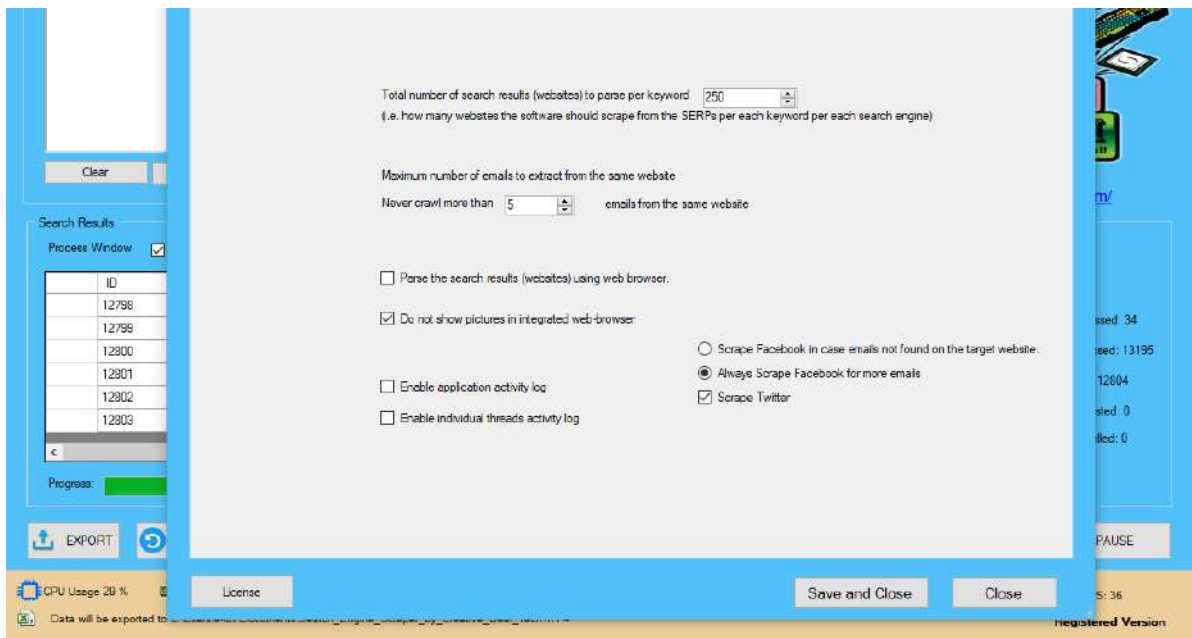 Total number of search results (websites) to parse per keyword 250
(i.e. how many websites the software should scrape from the SERPs per each keyword per each search engine)
Clear
Maximum number of emails to extract from the same website
Never crawl more than 5 emails from the same website
m/
Search Results
Process Window
Parse the search results (websites) using web browser.
ID
12798
12799
12800
12801
12802
12803
Do not show pictures in integrated web-browser
ssed: 34
sed: 13195
12804
sted: 0
lled: 0
Scrape Facebook in case emails not found on the target website.
Always Scrape Facebook for more emails
Enable application activity log
Scrape Twitter
Enable individual threads activity log
Progress:
EXPORT
PAUSE
License
Save and Close
Close
CPU Usage 29 %
S: 36
Data will be exported to
Registered Version